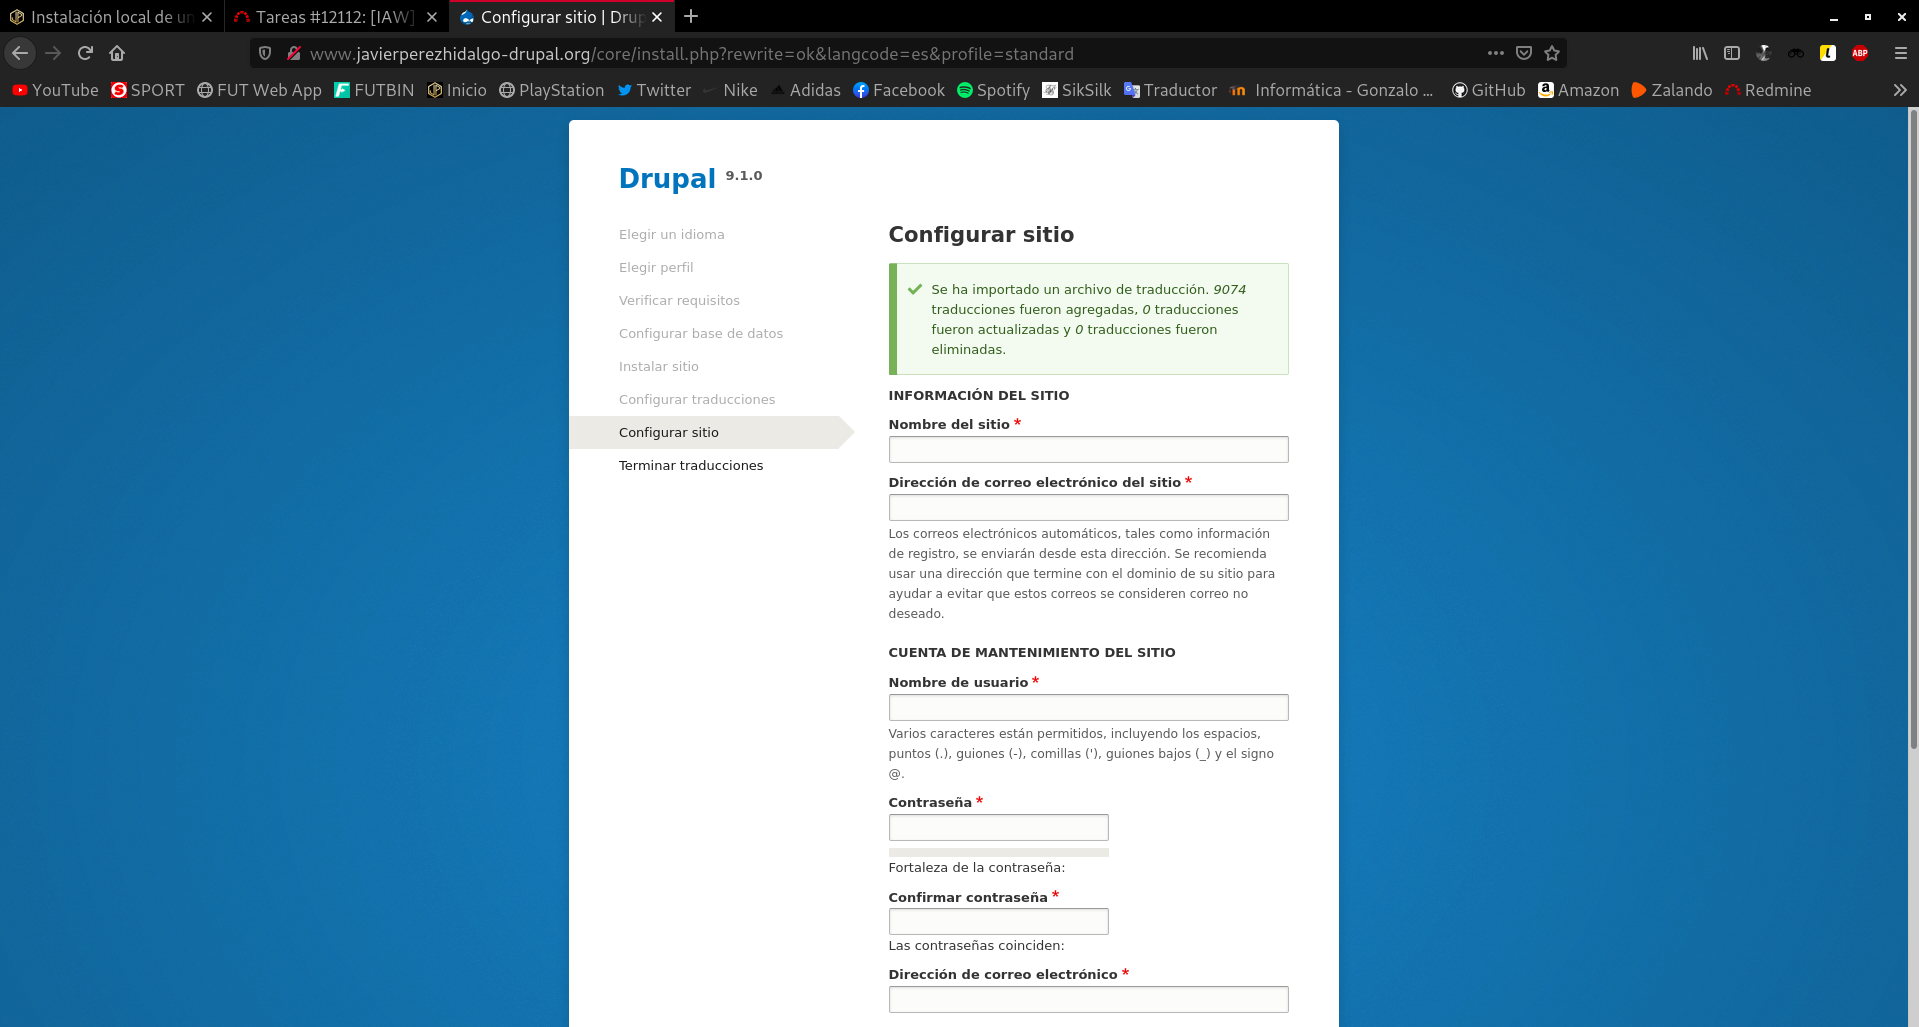 Instalación local de un
Tareas #12112: [IAW]
Configurar sitio | Drup
www.javierperezhidalgo-drupal.org/core/install.php?rewrite=ok&langcode=es&profile=standard
ABP
YouTube
SPORT
FUT Web App
FUTBIN
Inicio
PlayStation
Twitter
Nike
Adidas
Facebook
Spotify
SikSilk
Traductor
Informática - Gonzalo ...
GitHub
Amazon
Zalando
Redmine
Drupal 9.1.0
Elegir un idioma
Elegir perfil
Verificar requisitos
Configurar base de datos
Instalar sitio
Configurar traducciones
Configurar sitio
Terminar traducciones
Configurar sitio
Se ha importado un archivo de traducción. 9074
traducciones fueron agregadas, 0 traducciones
fueron actualizadas y 0 traducciones fueron
eliminadas.
INFORMACIÓN DEL SITIO
Nombre del sitio *
Dirección de correo electrónico del sitio *
Los correos electrónicos automáticos, tales como información
de registro, se enviarán desde esta dirección. Se recomienda
usar una dirección que termine con el dominio de su sitio para
ayudar a evitar que estos correos se consideren correo no
deseado.
CUENTA DE MANTENIMIENTO DEL SITIO
Nombre de usuario *
Varios caracteres están permitidos, incluyendo los espacios,
puntos (.), guiones (-), comillas ('), guiones bajos (_) y el signo
@.
Contraseña *
Fortaleza de la contraseña:
Confirmar contraseña *
Las contraseñas coinciden:
Dirección de correo electrónico *